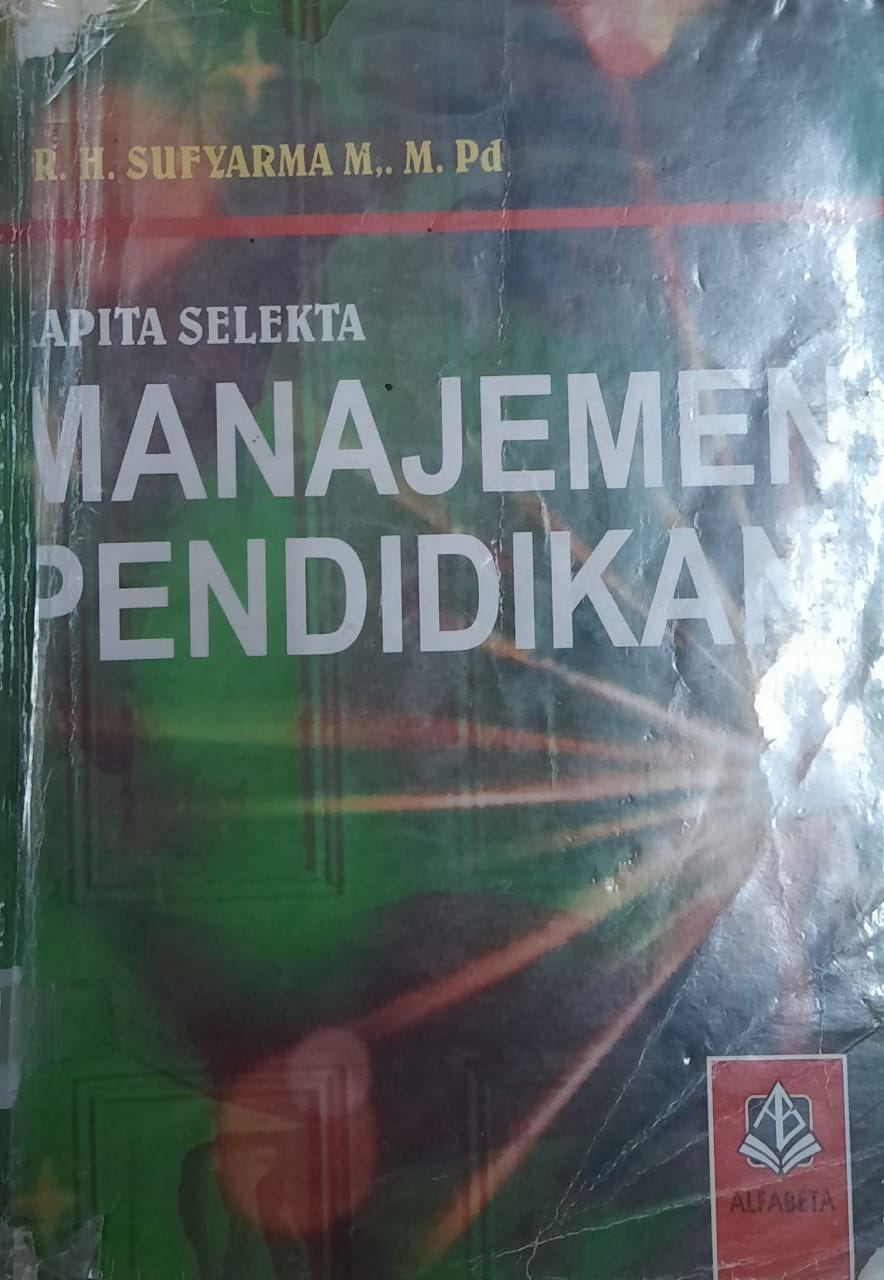 R. H. SUFYARMA M,. M. Pd
APITA SELEKTA
MANAJEMEN
PENDIDIKAN
ALFABETA